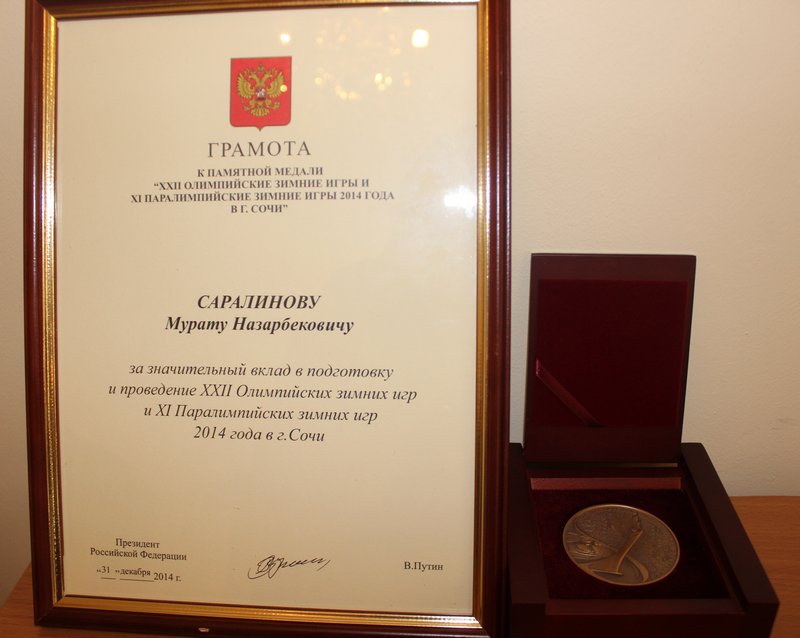 ГРАМОТА
К ПАМЯТНОЙ МЕДАЛИ
“XXII ОЛИМПИЙСКИЕ ЗИМНИЕ ИГРЫ И
XI ПАРАЛИМПИЙСКИЕ ЗИМНИЕ ИГРЫ 2014 ГОДА
В Г. СОЧИ”
САРАЛИНОВУ
Мурату Назарбековичу
за значительный вклад в подготовку
и проведение XXII Олимпийских зимних игр
и XI Паралимпийских зимних игр
2014 года в г.Сочи
Президент
Российской Федерации
„31 „ декабря 2014 г.
В.Путин